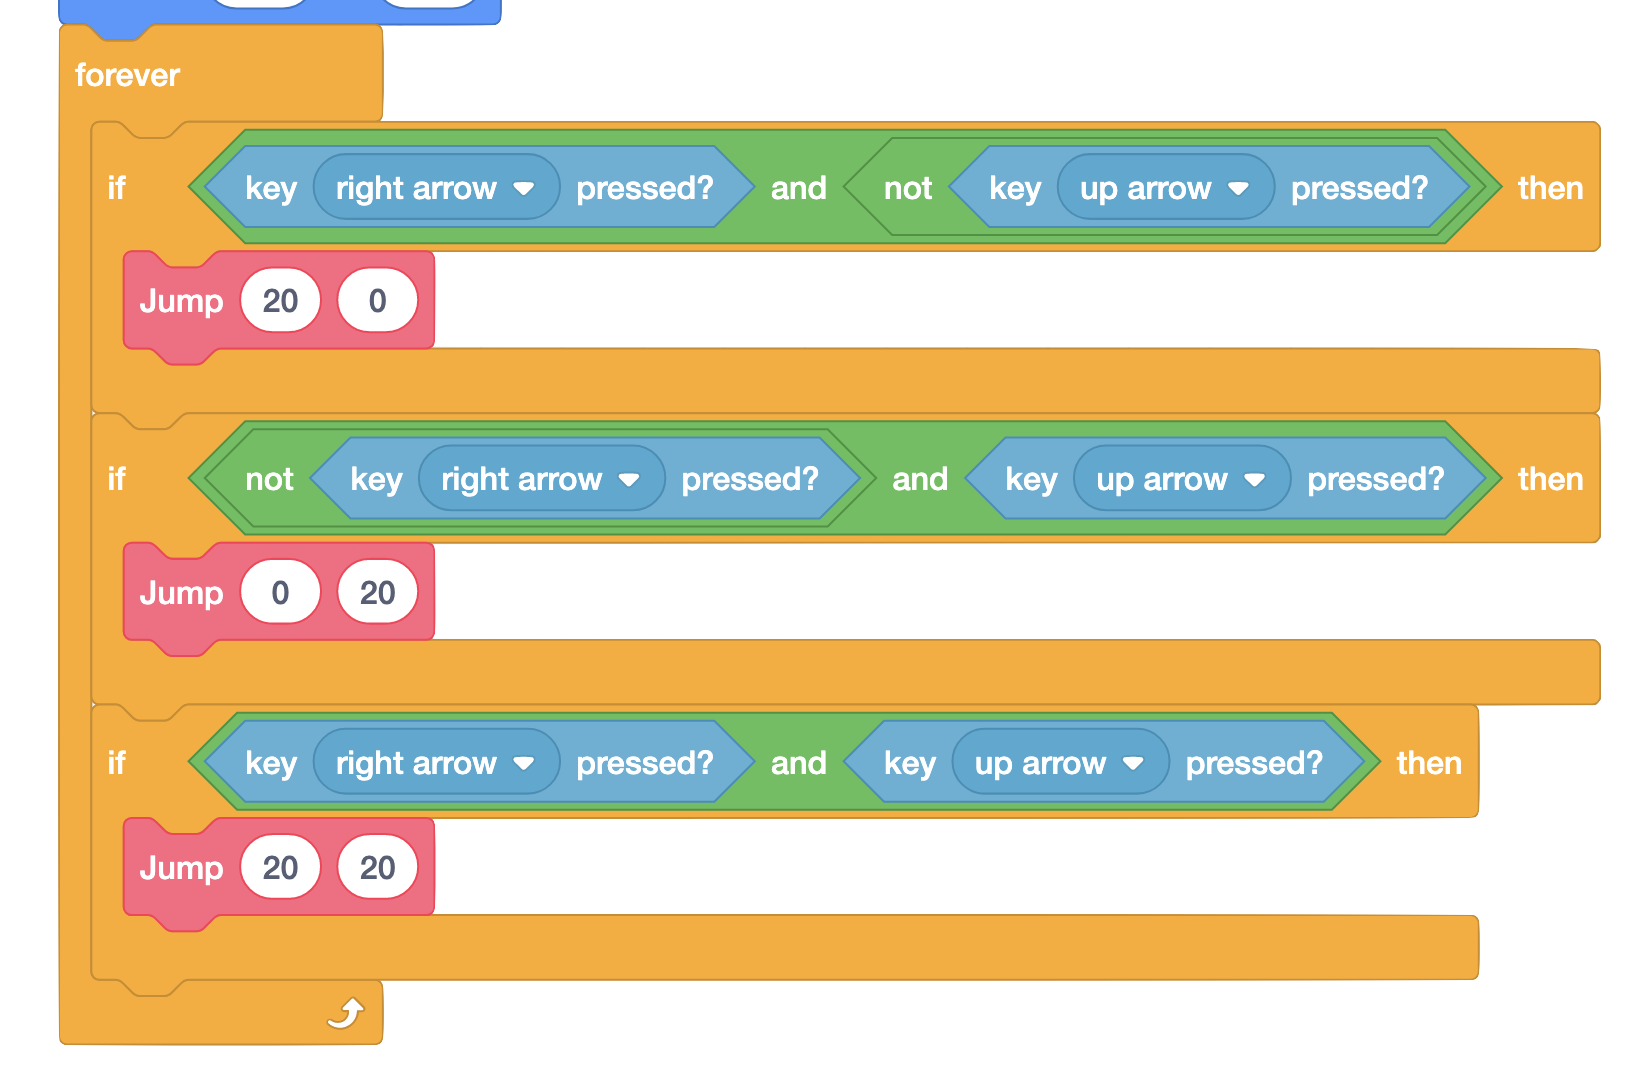 forever
if key right arrow pressed? and not key up arrow pressed? then
Jump 20 0
if not key right arrow pressed? and key up arrow pressed? then
Jump 0 20
if key right arrow pressed? and key up arrow pressed? then
Jump 20 20